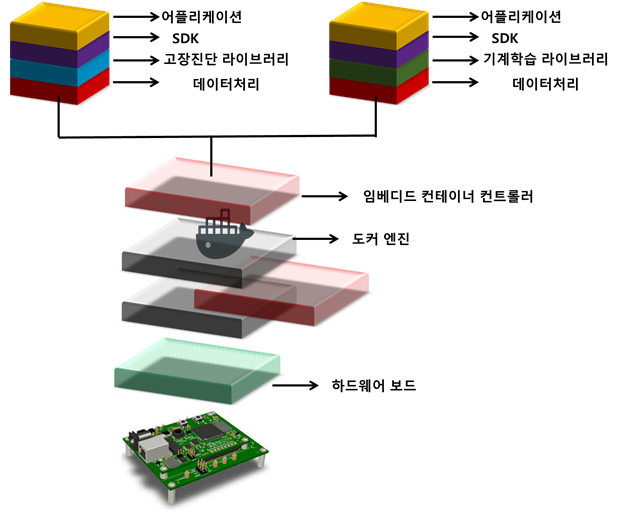 어플리케이션
SDK
고장진단 라이브러리
데이터처리
어플리케이션
SDK
기계학습 라이브러리
데이터처리
임베디드 컨테이너 컨트롤러
도커 엔진
하드웨어 보드